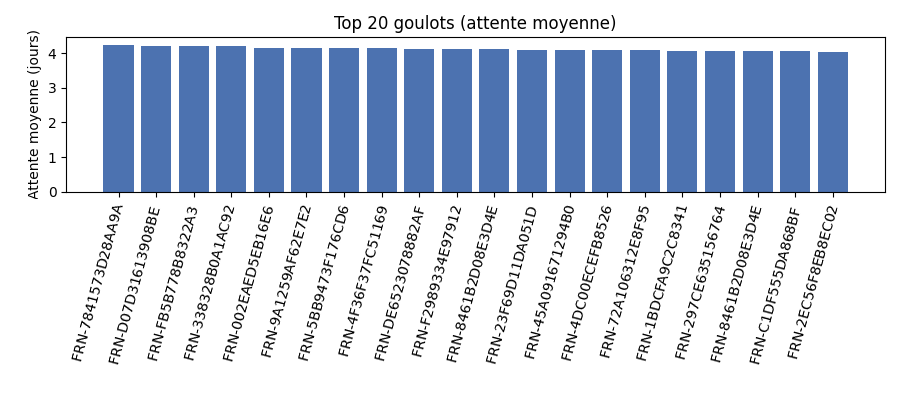 Top 20 goulots (attente moyenne)
Attente moyenne (jours)
4
3
2
1
0
FRN-7841573D28AA9A
FRN-D07D31613908BE
FRN-FB5B778B8322A3
FRN-338328B0A1AC92
FRN-002EAED5EB16E6
FRN-9A1259AF62E7E2
FRN-5BB9473F176CD6
FRN-4F36F37FC51169
FRN-DE6523078882AF
FRN-F2989334E97912
FRN-8461B2D08E3D4E
FRN-23F69D11DA051D
FRN-45A091671294B0
FRN-4DC00ECEFB8526
FRN-72A106312E8F95
FRN-1BDCFA9C2C8341
FRN-297CE635156764
FRN-8461B2D08E3D4E
FRN-C1DF555DA868BF
FRN-2EC56F8EB8EC02